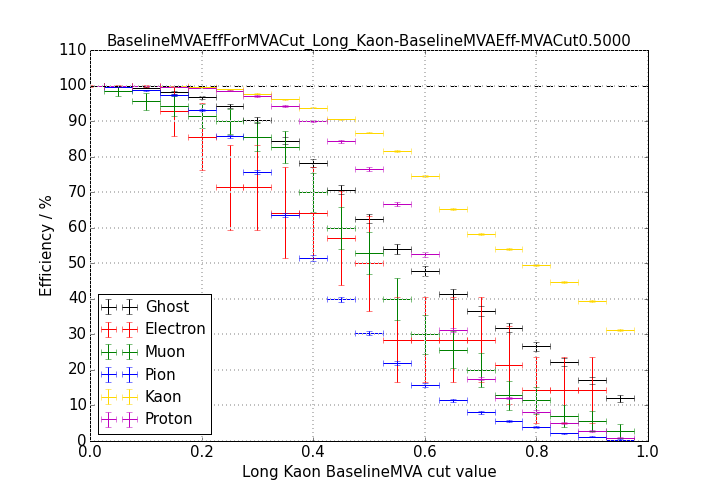 BaselineMVAEffForMVACut_Long_Kaon-BaselineMVAEff-MVACut0.5000
110
100
90
80
70
60
50
40
30
20
10
0
Efficiency / %
Ghost
Electron
Muon
Pion
Kaon
Proton
0.0 0.2 0.4 0.6 0.8 1.0
Long Kaon BaselineMVA cut value